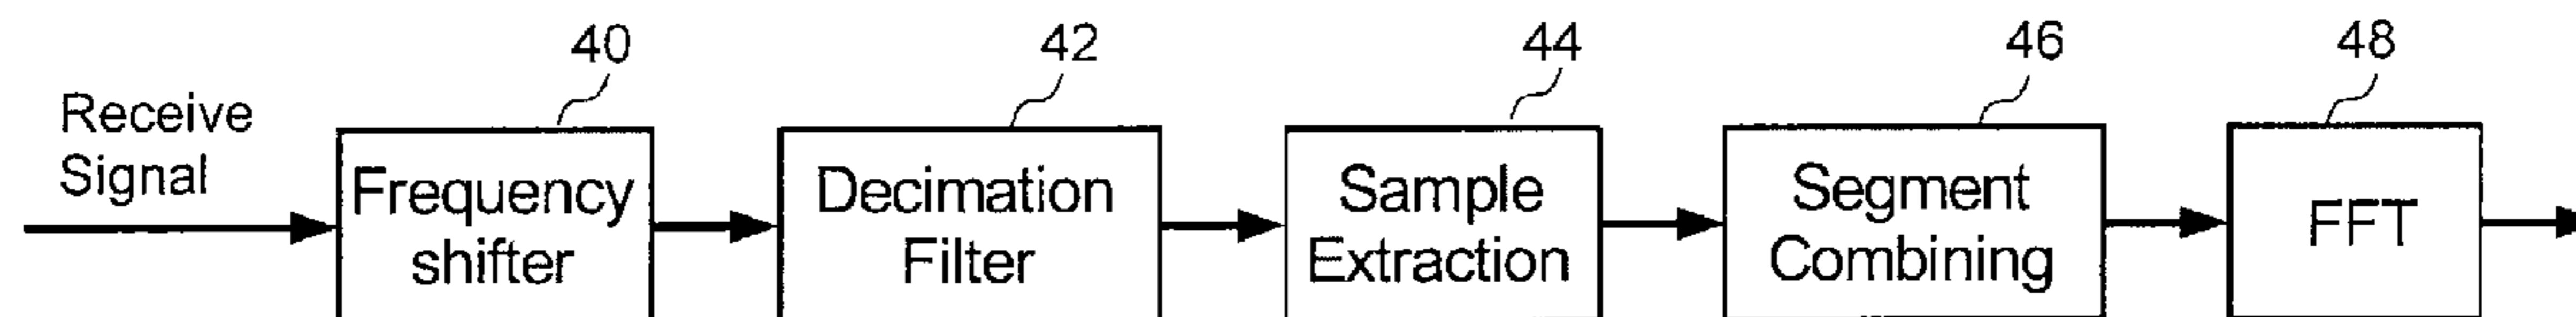 40
42
44
46
48
Receive
Signal
Frequency
shifter
Decimation
Filter
Sample
Extraction
Segment
Combining
FFT